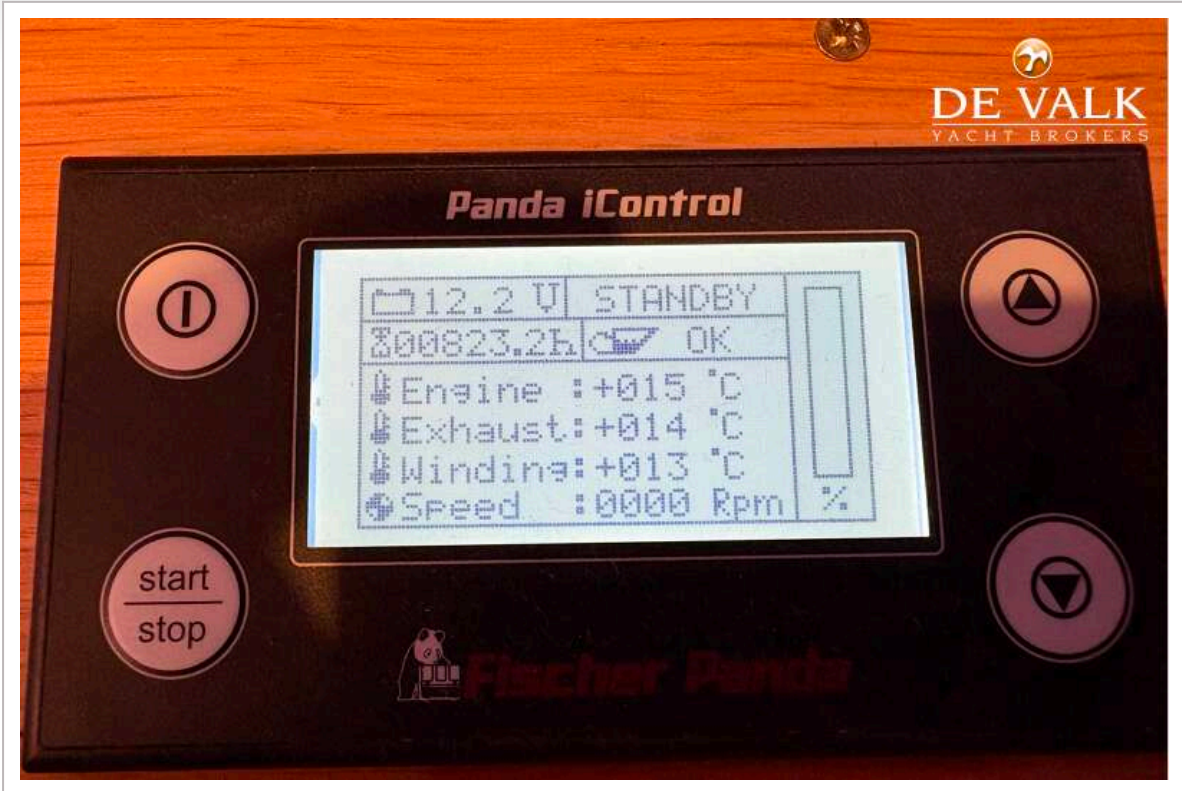 DE VALK
YACHT BROKERS
Panda iControl
12.2 V STANDBY
00823.2h OK
Engine :+015 °C
Exhaust:+014 °C
Winding:+013 °C
Speed :0000 Rpm %
start
stop
Fischer Panda